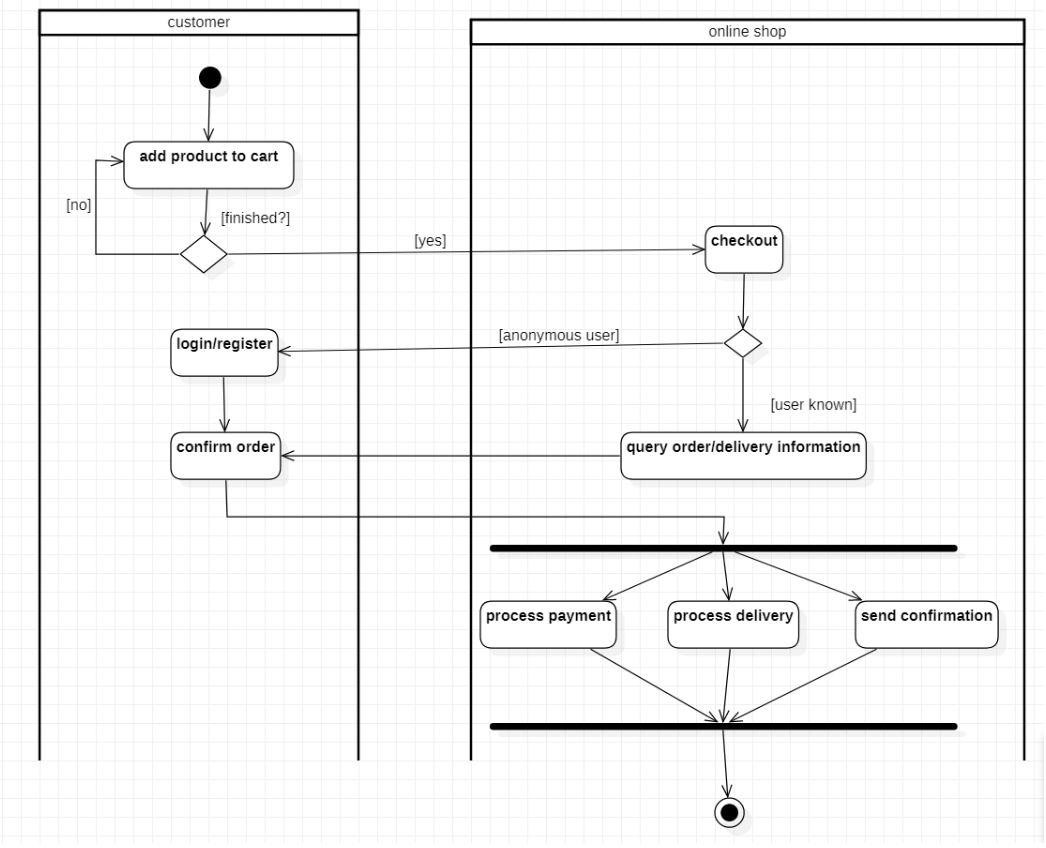 customer
online shop
add product to cart
[no]
[finished?]
[yes]
checkout
[anonymous user]
login/register
[user known]
confirm order
query order/delivery information
process payment
process delivery
send confirmation